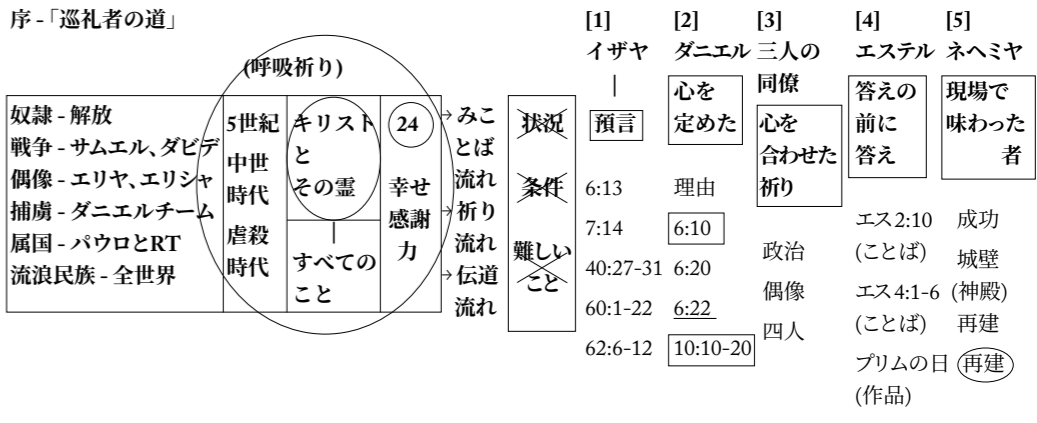 序 -「巡礼者の道」
(呼吸祈り)
奴隷 - 解放
戦争 - サムエル、ダビデ
偶像 - エリヤ、エリシャ
捕虜 - ダニエルチーム
属国 - パウロとRT
流浪民族 - 全世界
5世紀
中世
時代
虐殺
時代
キリスト
と
その霊
|
すべての
こと
24
幸せ
感謝
力
→みこ
とば
流れ
→祈り
流れ
→伝道
流れ
状況
条件
難しい
こと
[1]
イザヤ
|
預言
6:13
7:14
40:27-31
60:1-22
62:6-12
[2]
ダニエル
心を
定めた
理由
6:10
6:20
6:22
10:10-20
[3]
三人の
同僚
心を
合わせた
祈り
政治
偶像
四人
[4]
エステル
答えの
前に
答え
エス2:10
(ことば)
エス4:1-6
(ことば)
プリムの日
(作品)
[5]
ネヘミヤ
現場で
味わった
者
成功
城壁
(神殿)
再建
再建